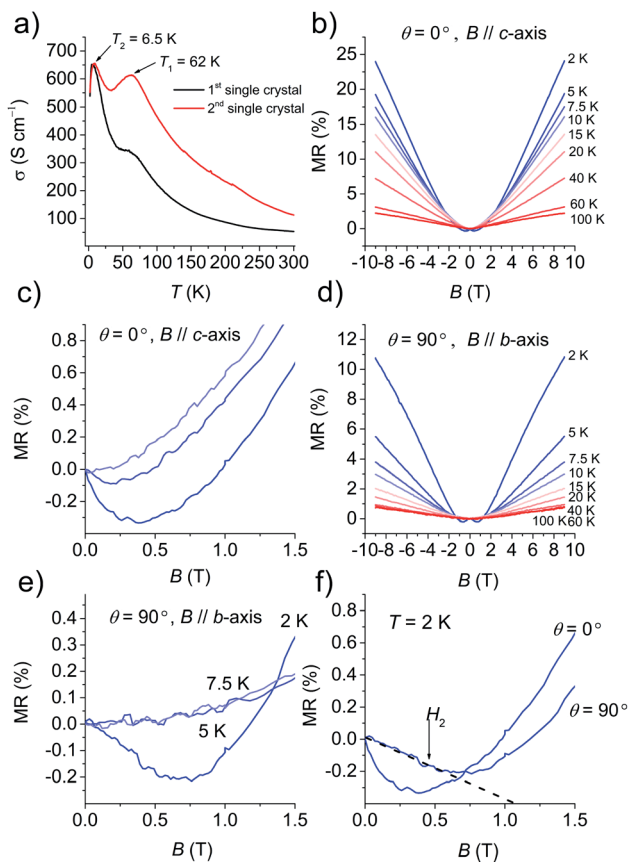 a)
T₂ = 6.5 K
T₁ = 62 K
1ˢᵗ single crystal
2ⁿᵈ single crystal
700
600
500
400
300
200
100
σ (S cm⁻¹)
0 50 100 150 200 250 300
T (K)
b)
θ = 0°, B // c-axis
25
20
15
10
5
0
MR (%)
2 K
5 K
7.5 K
10 K
15 K
20 K
40 K
60 K
100 K
-10 -8 -6 -4 -2 0 2 4 6 8 10
B (T)
c)
θ = 0°, B // c-axis
0.8
0.6
0.4
0.2
0.0
-0.2
MR (%)
0.0 0.5 1.0 1.5
B (T)
d)
θ = 90°, B // b-axis
12
10
8
6
4
2
0
MR (%)
2 K
5 K
7.5 K
10 K
15 K
20 K
40 K
100 K 60 K
-10 -8 -6 -4 -2 0 2 4 6 8 10
B (T)
e)
θ = 90°, B // b-axis
0.4
0.3
0.2
0.1
0.0
-0.1
-0.2
MR (%)
2 K
7.5 K
5 K
0.0 0.5 1.0 1.5
B (T)
f)
T = 2 K
0.8
0.6
0.4
0.2
0.0
-0.2
MR (%)
θ = 0°
θ = 90°
H₂
0.0 0.5 1.0 1.5
B (T)